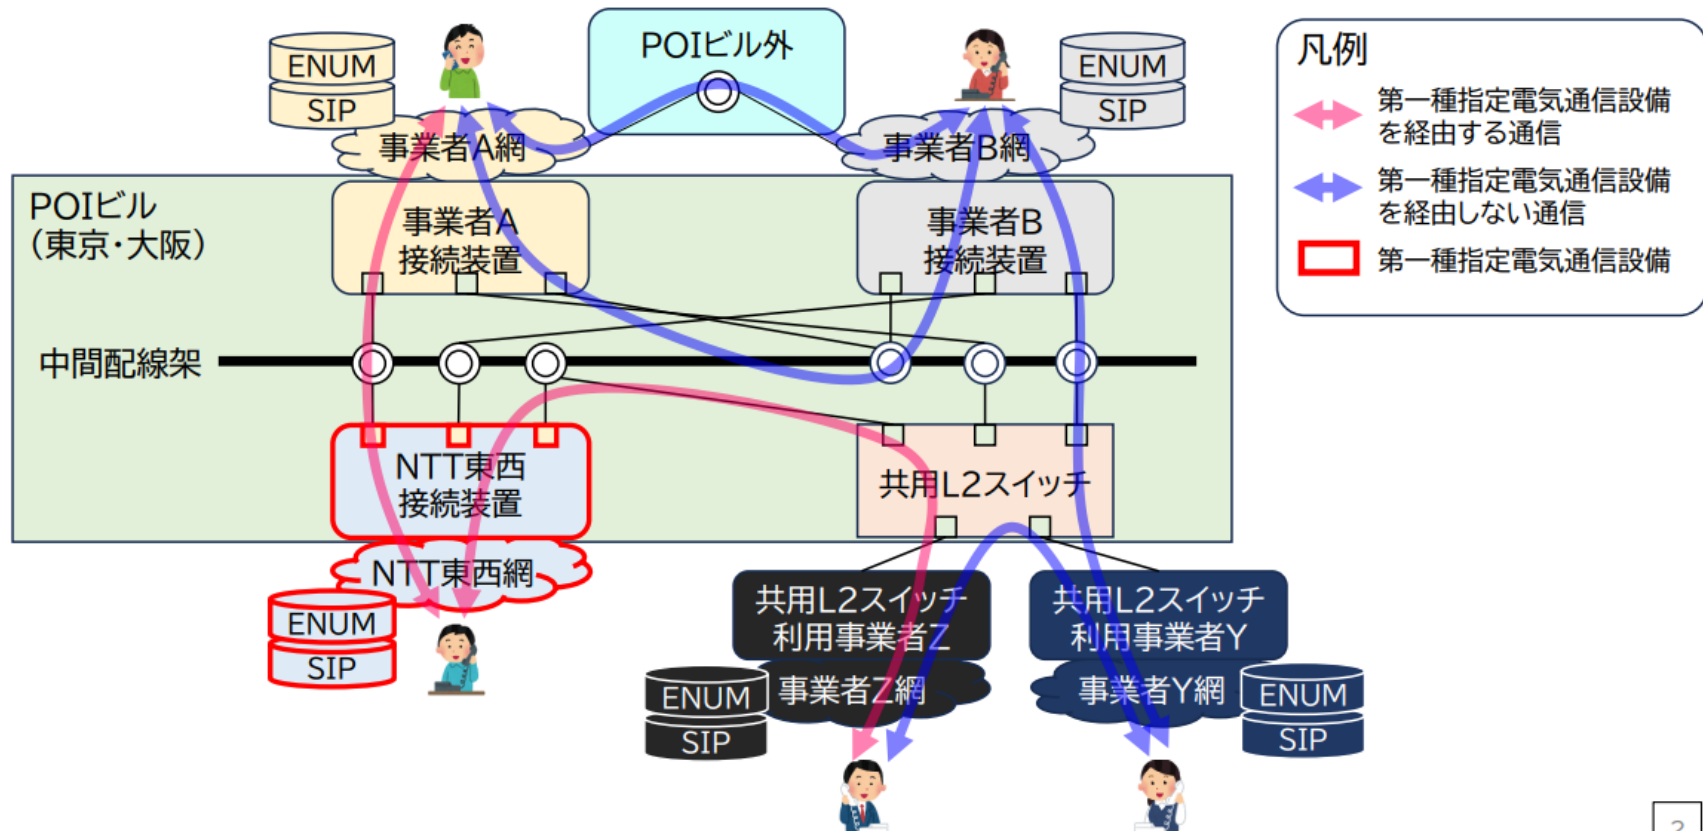 POIビル外
ENUM
SIP
ENUM
SIP
事業者A網
事業者B網
凡例
第一種指定電気通信設備
を経由する通信
第一種指定電気通信設備
を経由しない通信
第一種指定電気通信設備
POIビル
（東京・大阪）
事業者A
接続装置
事業者B
接続装置
中間配線架
NTT東西
接続装置
共用L2スイッチ
NTT東西網
ENUM
SIP
共用L2スイッチ
利用事業者Z
共用L2スイッチ
利用事業者Y
事業者Z網
ENUM
SIP
事業者Y網
ENUM
SIP
2